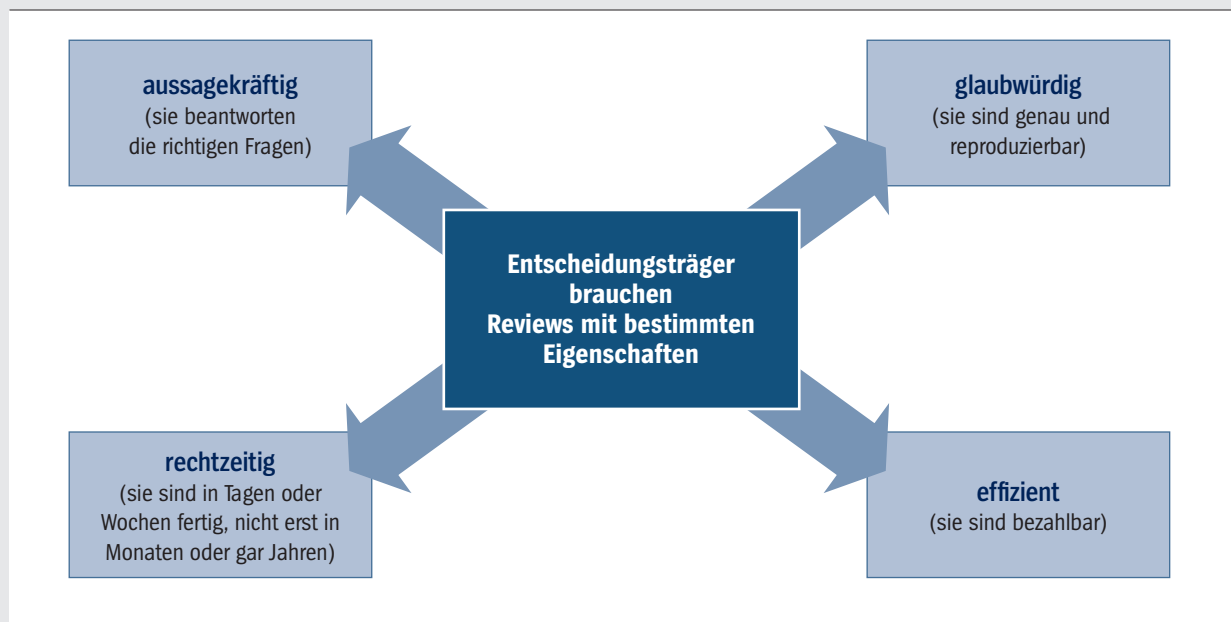 aussagekräftig
(sie beantworten
die richtigen Fragen)
glaubwürdig
(sie sind genau und
reproduzierbar)
Entscheidungsträger
brauchen
Reviews mit bestimmten
Eigenschaften
rechtzeitig
(sie sind in Tagen oder
Wochen fertig, nicht erst in
Monaten oder gar Jahren)
effizient
(sie sind bezahlbar)